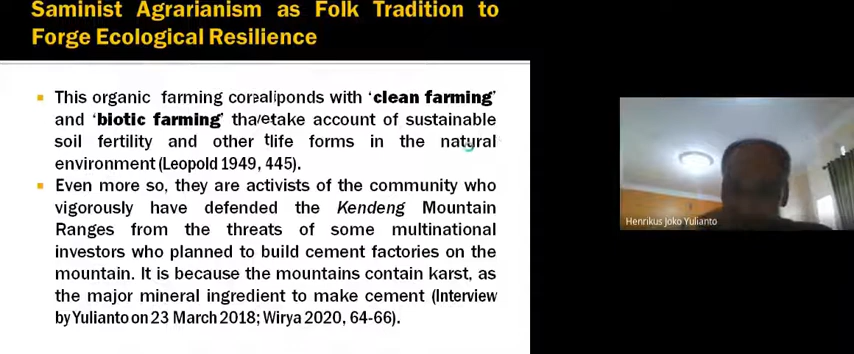 Saminist Agrarianism as Folk Tradition to
Forge Ecological Resilience
This organic farming
with ‘clean farming’
and ‘biotic farming’
take account of sustainable
soil fertility and other
life forms in the natural
environment (Leopold 1949, 445).
Even more so, they are activists of the community who
vigorously have defended the Kendeng Mountain
Ranges from the threats of some multinational
investors who planned to build cement factories on the
mountain. It is because the mountains contain karst, as
the major mineral ingredient to make cement (Interview
by Yulianto on 23 March 2018; Wirya 2020, 64-66).
Henrikus Joko Yulianto